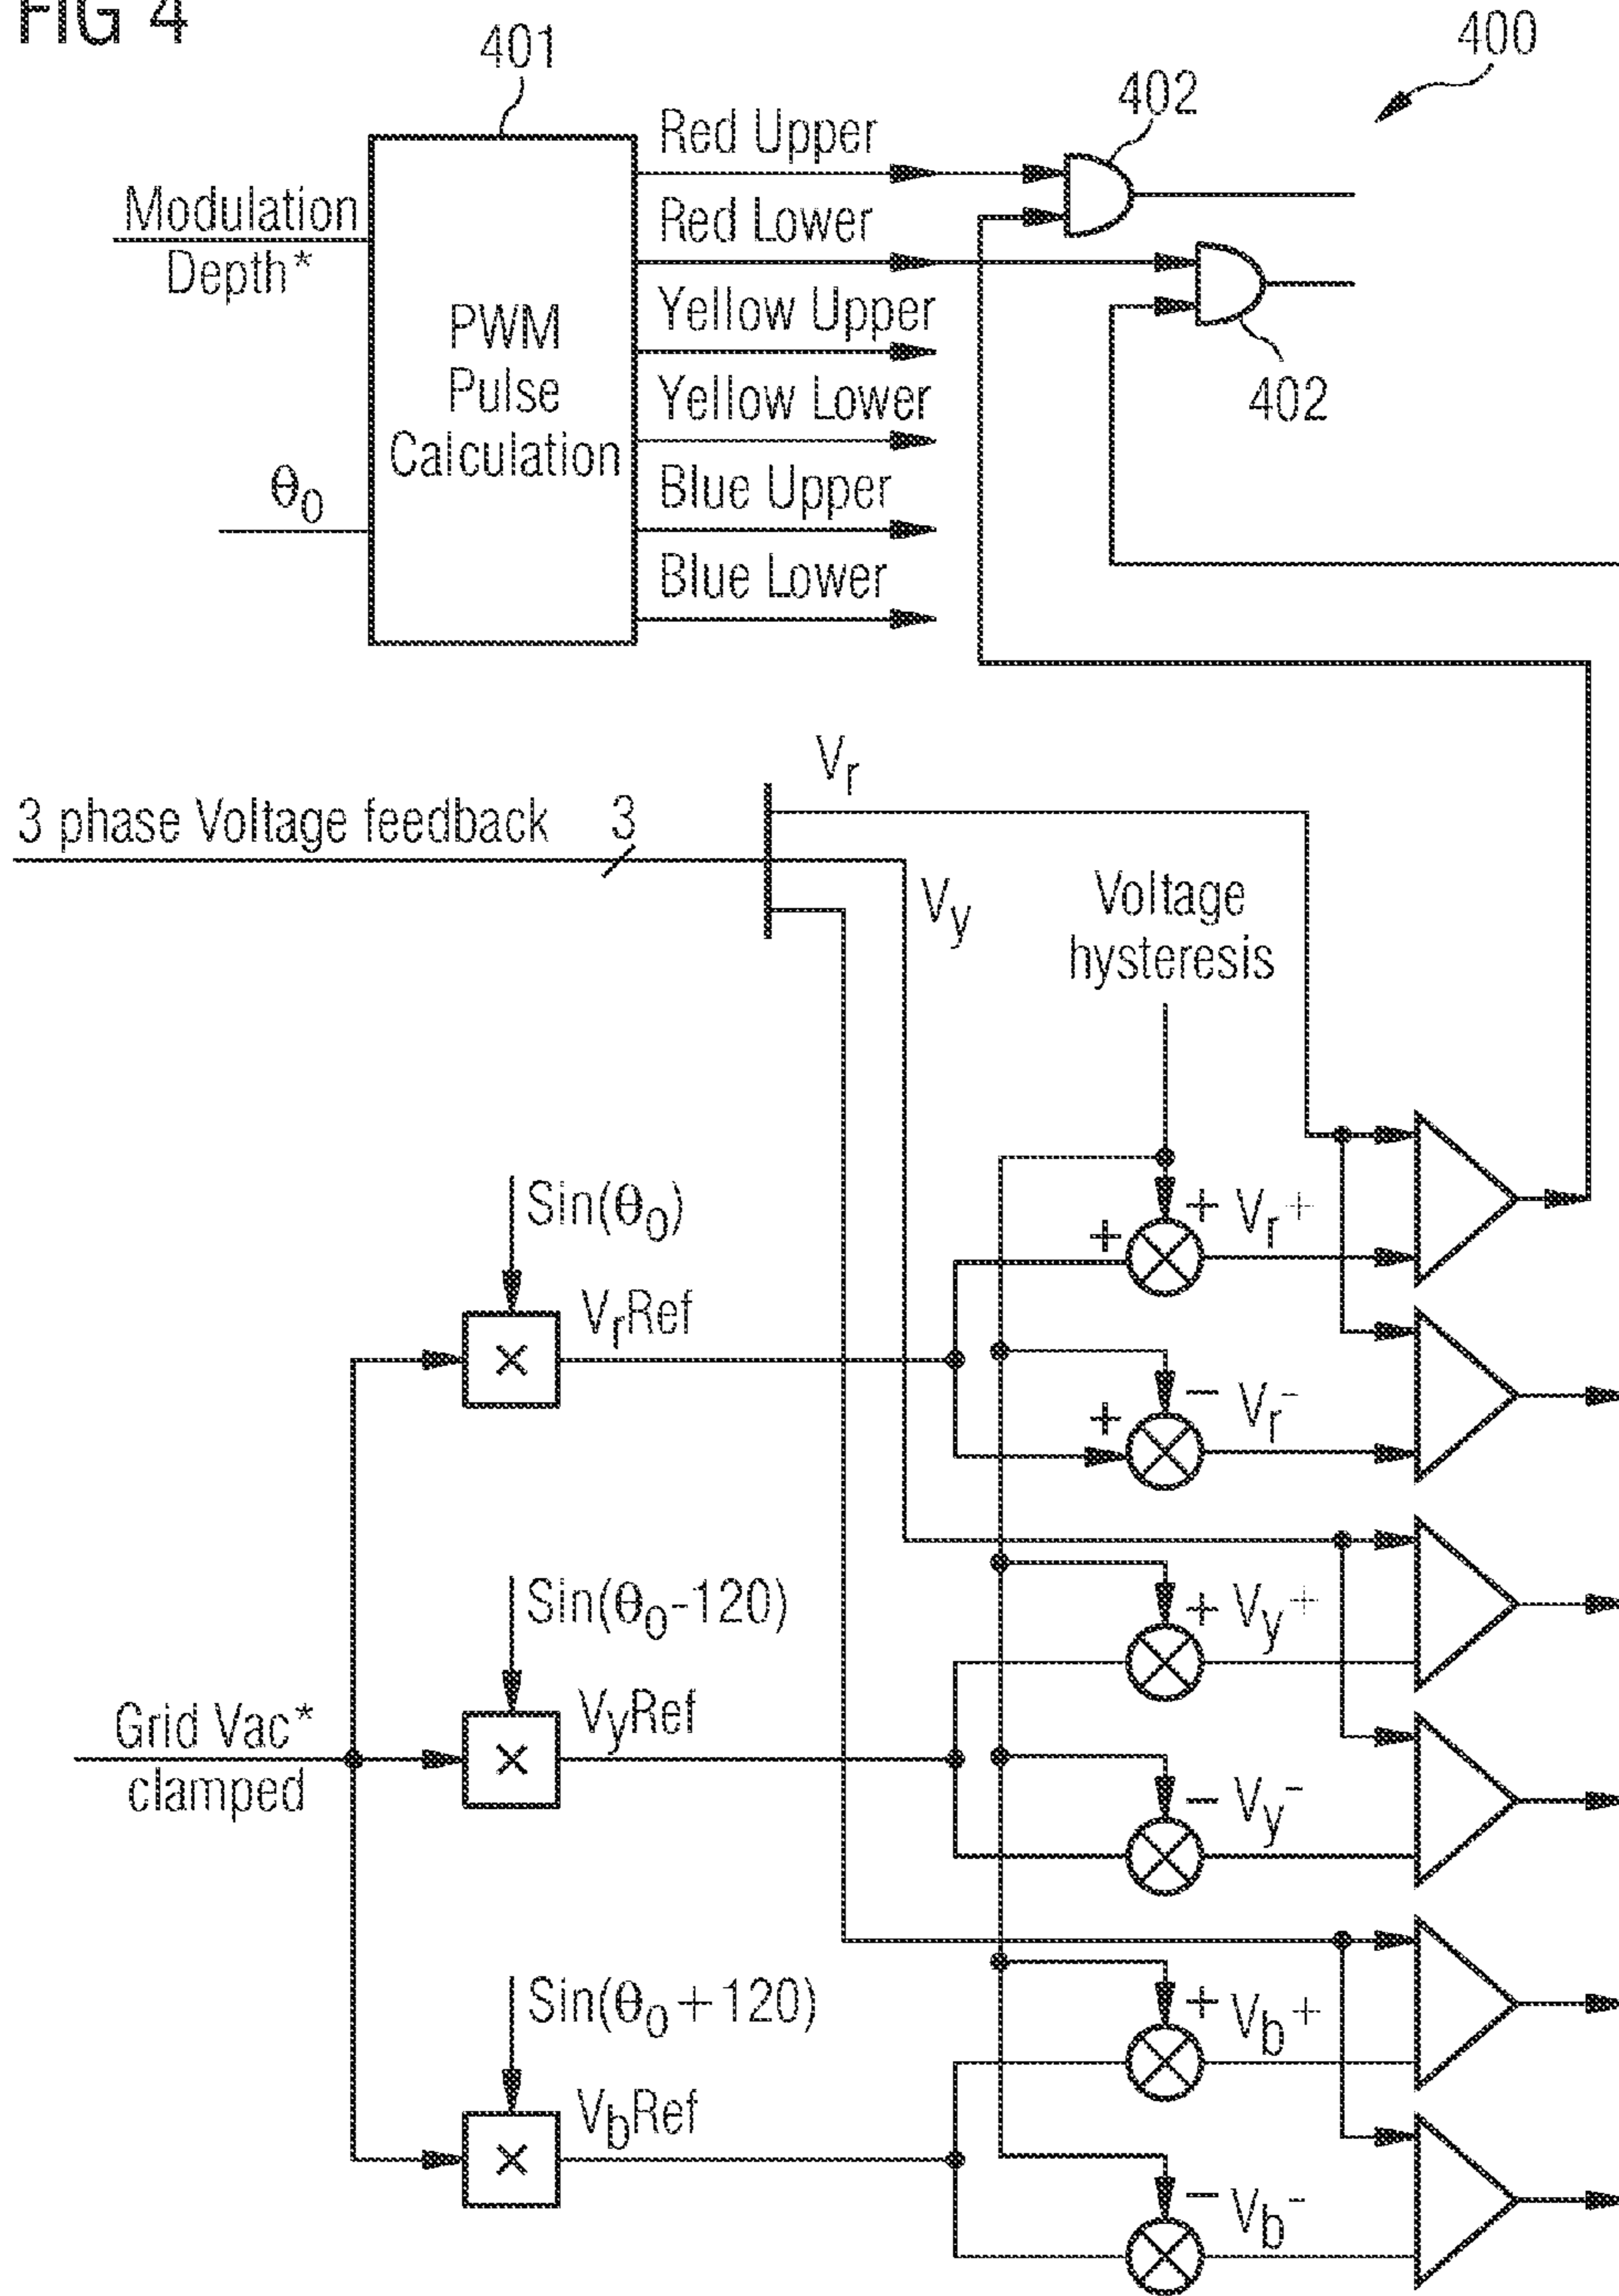 FIG 4
401
400
402
Red Upper
Modulation
Depth*
Red Lower
Yellow Upper
PWM
Pulse
Calculation
Yellow Lower
402
θ0
Blue Upper
Blue Lower
Vr
3 phase Voltage feedback
3
Vy
Voltage
hysteresis
Sin(θ0)
+
+ Vr+
VrRef
+
− Vr-
Sin(θ0-120)
+ Vy+
Grid Vac*
clamped
×
×
×
VyRef
− Vy-
Sin(θ0+120)
+ Vb+
VbRef
− Vb-